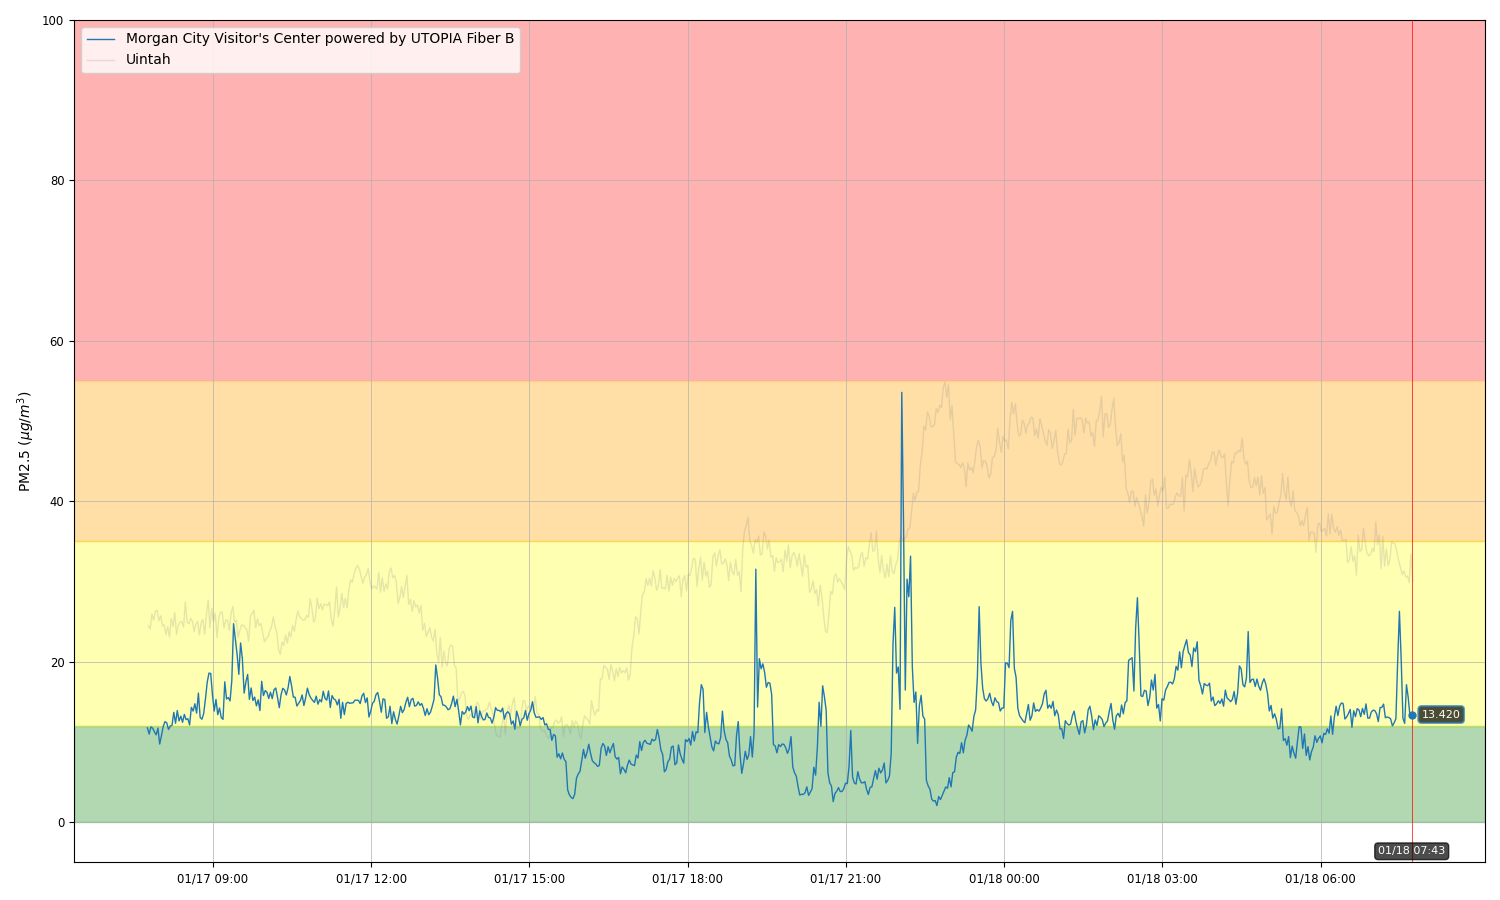 100
Morgan City Visitor's Center powered by UTOPIA Fiber B
Uintah
80
60
PM2.5 (μg/m³)
40
20
13.420
0
01/18 07:43
01/17 09:00 01/17 12:00 01/17 15:00 01/17 18:00 01/17 21:00 01/18 00:00 01/18 03:00 01/18 06:00